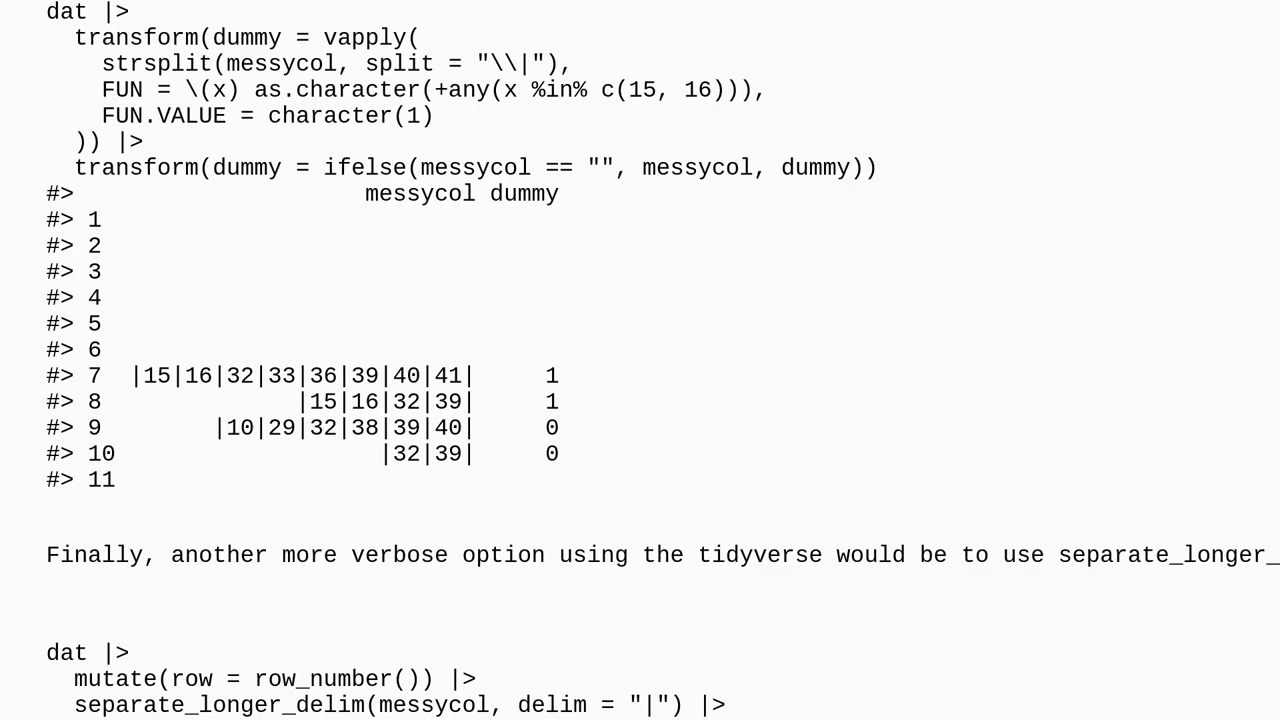 dat |>
  transform(dummy = vapply(
    strsplit(messycol, split = "\\|"),
    FUN = \(x) as.character(+any(x %in% c(15, 16))),
    FUN.VALUE = character(1)
  )) |>
  transform(dummy = ifelse(messycol == "", messycol, dummy))
#>                     messycol dummy
#> 1
#> 2
#> 3
#> 4
#> 5
#> 6
#> 7  |15|16|32|33|36|39|40|41|     1
#> 8              |15|16|32|39|     1
#> 9        |10|29|32|38|39|40|     0
#> 10                   |32|39|     0
#> 11
Finally, another more verbose option using the tidyverse would be to use separate_longer_
dat |>
  mutate(row = row_number()) |>
  separate_longer_delim(messycol, delim = "|") |>